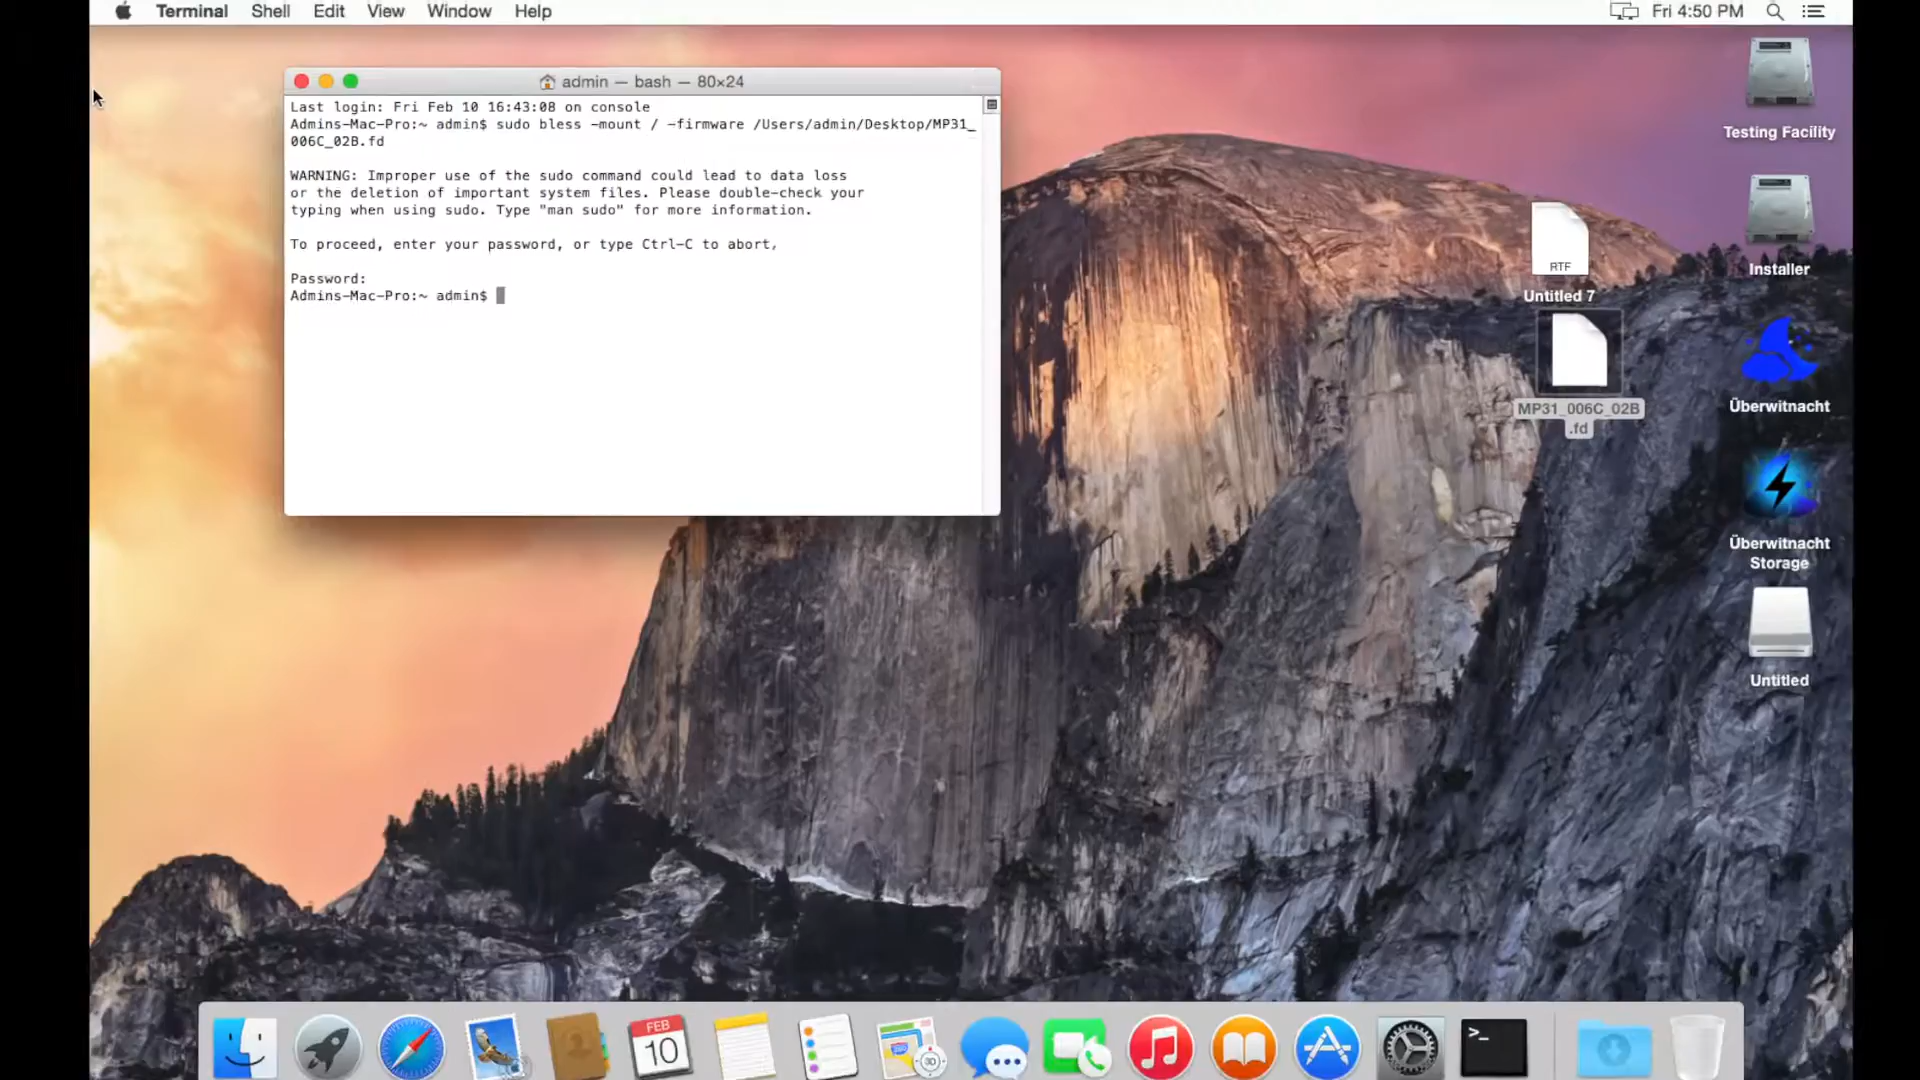 Terminal Shell Edit View Window Help
Fri 4:50 PM
admin — bash — 80×24
Last login: Fri Feb 10 16:43:08 on console
Admins-Mac-Pro:~ admin$ sudo bless -mount / -firmware /Users/admin/Desktop/MP31_
006C_02B.fd
WARNING: Improper use of the sudo command could lead to data loss
or the deletion of important system files. Please double-check your
typing when using sudo. Type "man sudo" for more information.
To proceed, enter your password, or type Ctrl-C to abort,
Password:
Admins-Mac-Pro:~ admin$
Testing Facility
Installer
RTF
Untitled 7
MP31_006C_02B
.fd
Überwitnacht
Überwitnacht
Storage
Untitled
FEB
10
30
>_